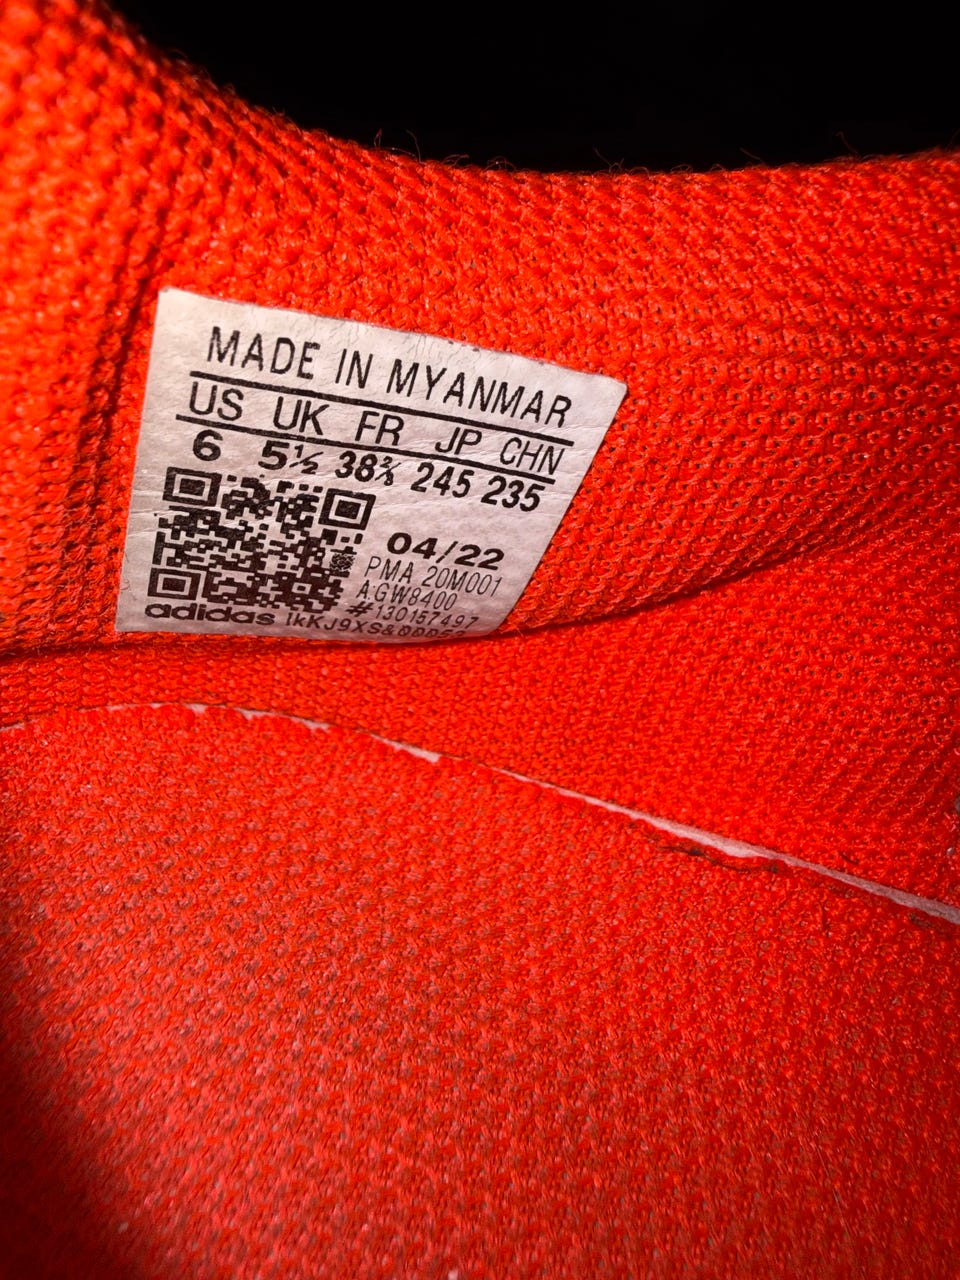 MADE IN MYANMAR
US UK FR JP CHN
6 5½ 38⅔ 245 235
04/22
PMA 20M001
AGW8400
#130157497
adidas